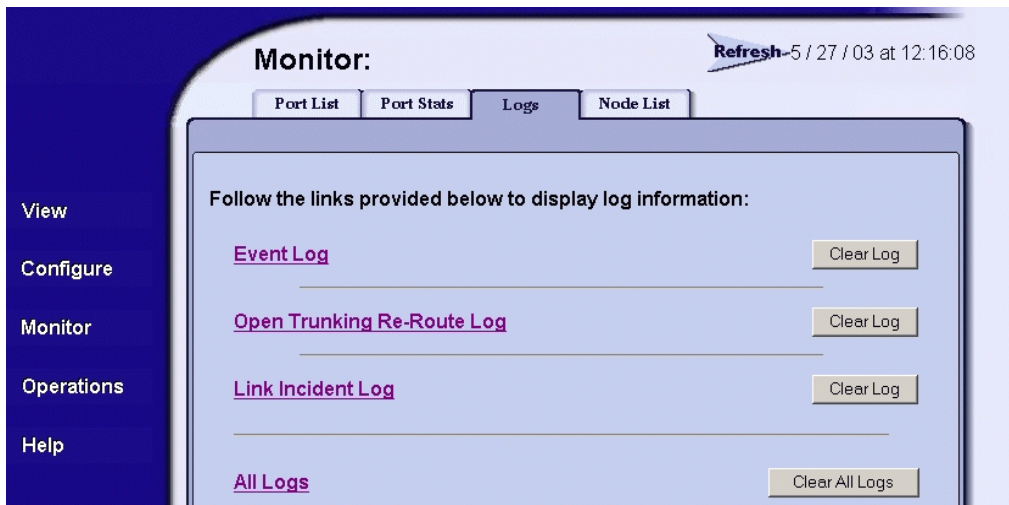 Monitor:
Refresh-5 / 27 / 03 at 12:16:08
Port List
Port Stats
Logs
Node List
View
Configure
Monitor
Operations
Help
Follow the links provided below to display log information:
Event Log
Clear Log
Open Trunking Re-Route Log
Clear Log
Link Incident Log
Clear Log
All Logs
Clear All Logs